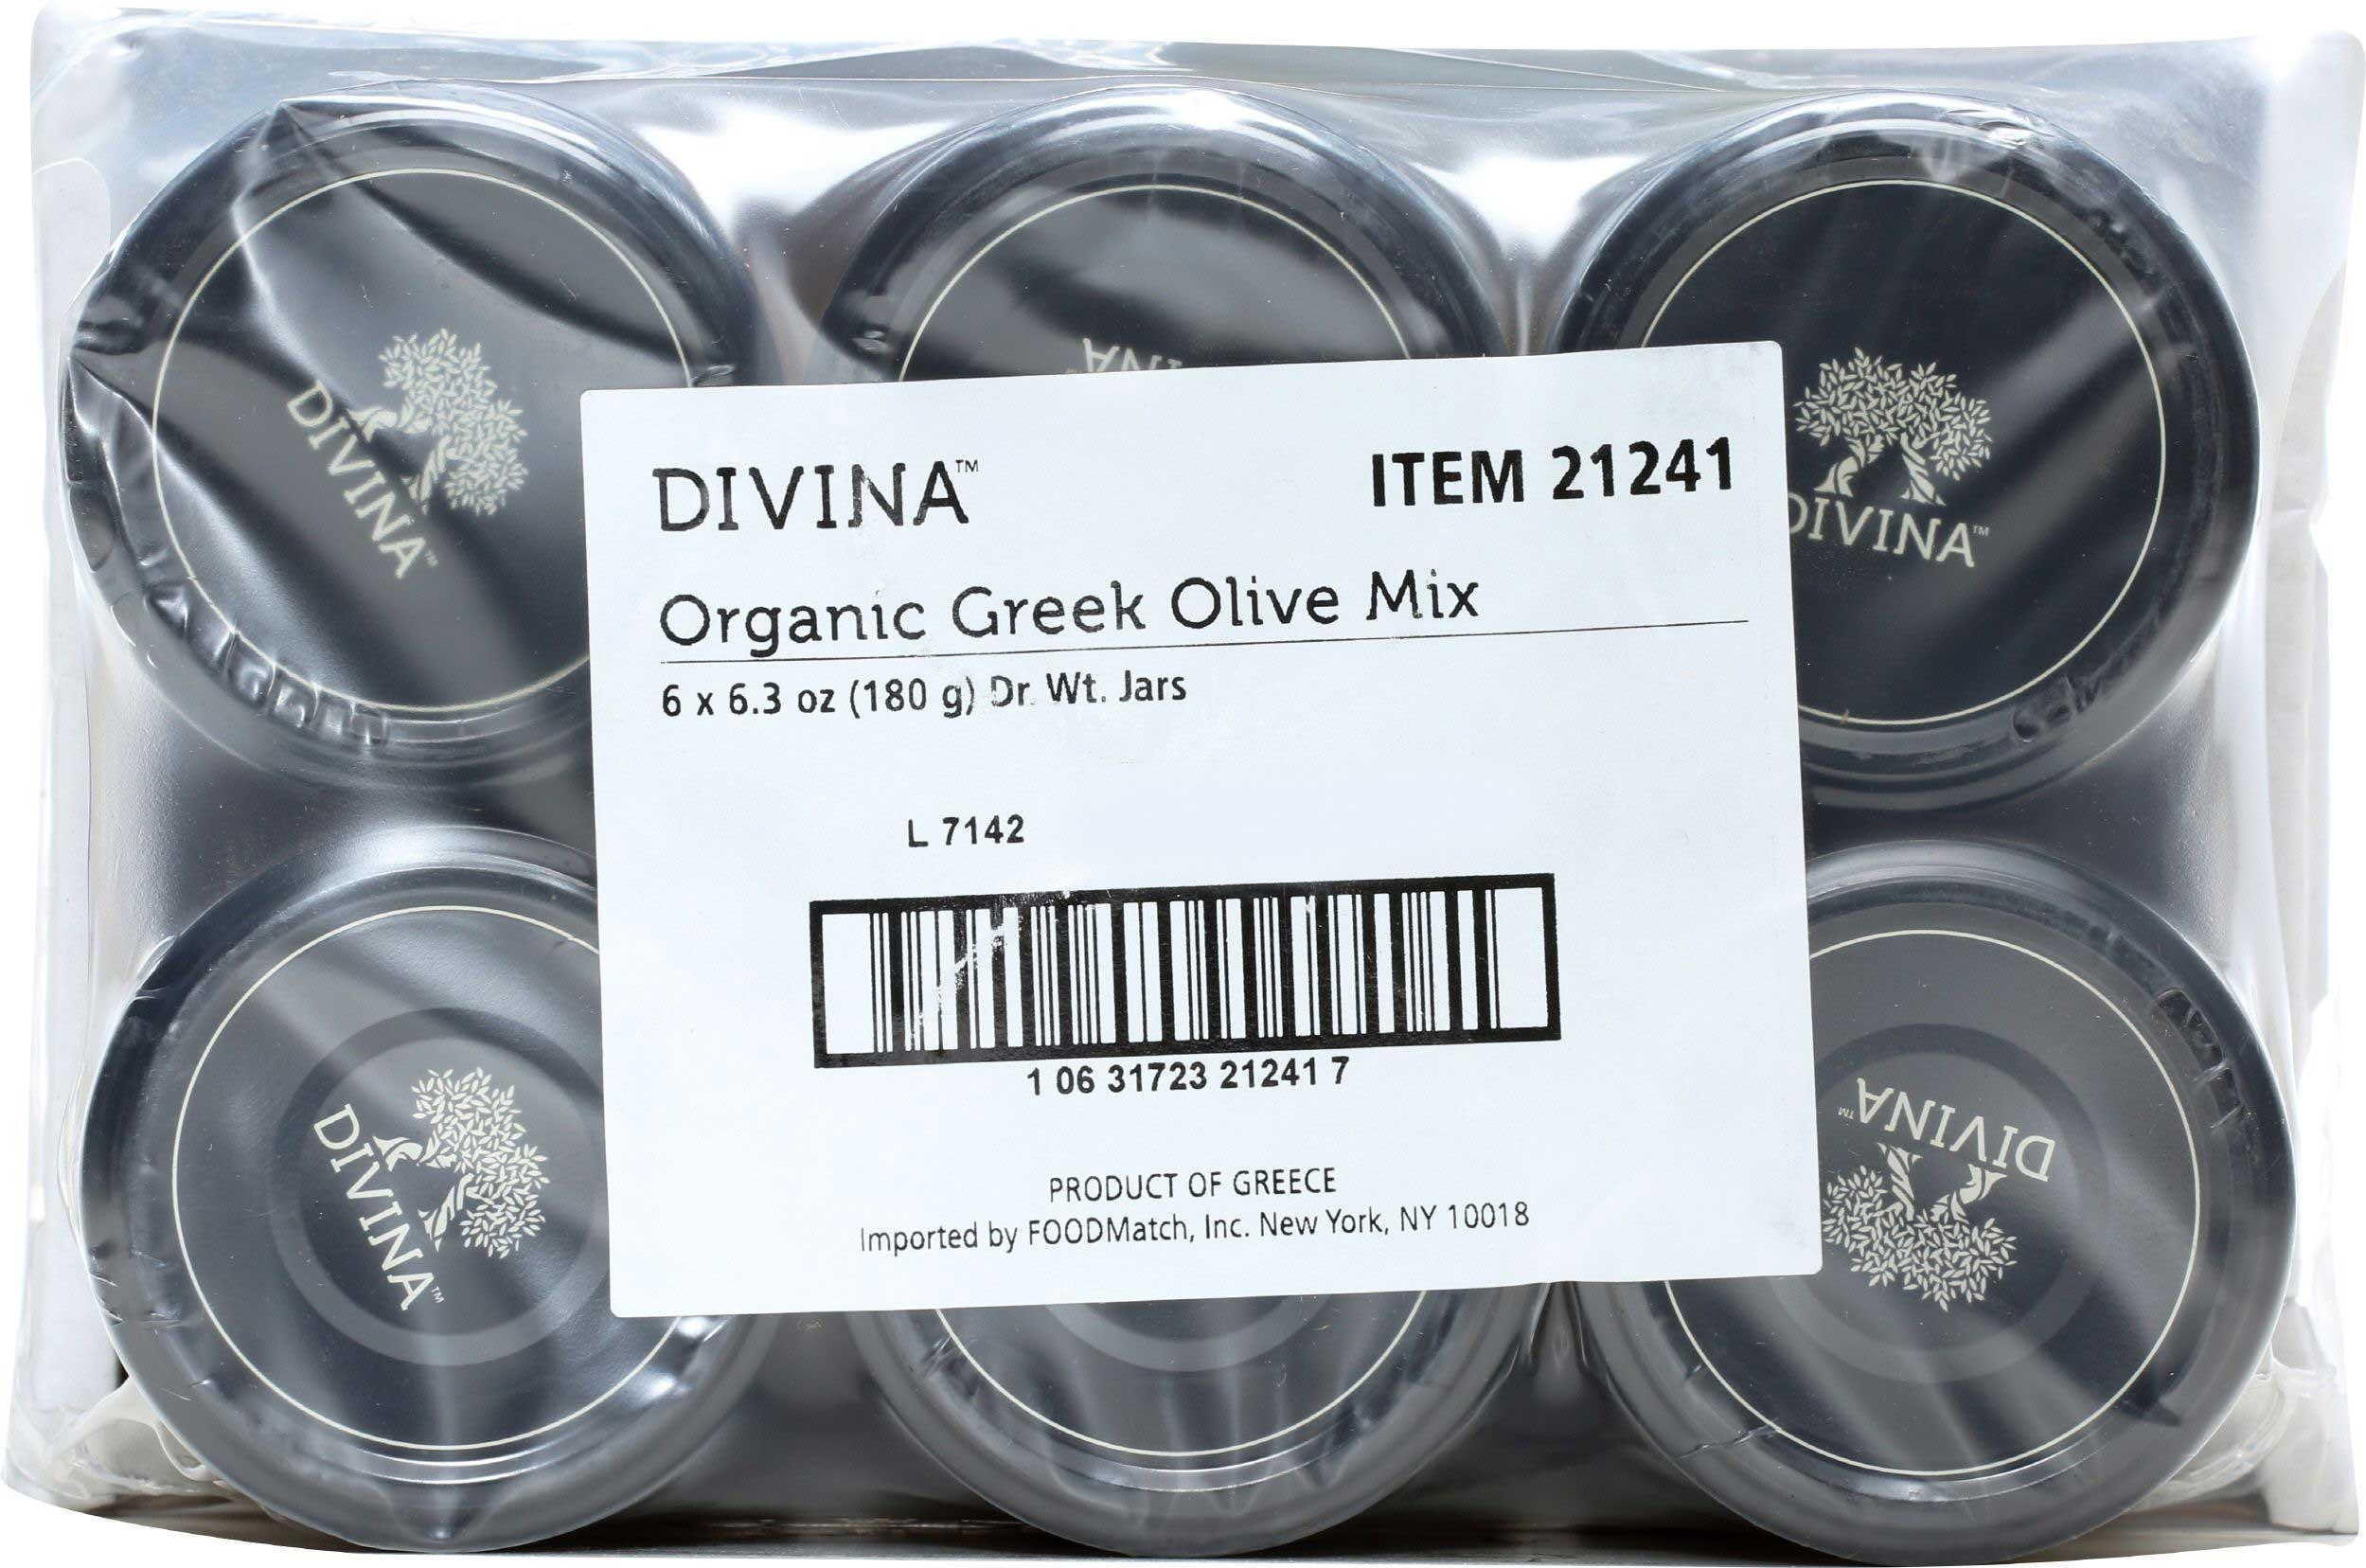 DIVINA™
DIVINA™
DIVINA™ ITEM 21241
Organic Greek Olive Mix
6 x 6.3 oz (180 g) Dr. Wt. Jars
L 7142
1 06 31723 21241 7
PRODUCT OF GREECE
Imported by FOODMatch, Inc. New York, NY 10018
DIVINA™
DIVINA™